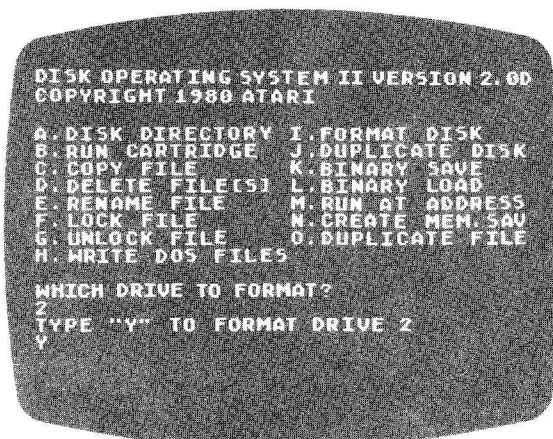 DISK OPERATING SYSTEM II VERSION 2.0D
COPYRIGHT 1980 ATARI
A. DISK DIRECTORY I. FORMAT DISK
B. RUN CARTRIDGE J. DUPLICATE DISK
C. COPY FILE K. BINARY SAVE
D. DELETE FILE[S] L. BINARY LOAD
E. RENAME FILE M. RUN AT ADDRESS
F. LOCK FILE N. CREATE MEM.SAV
G. UNLOCK FILE O. DUPLICATE FILE
H. WRITE DOS FILES
WHICH DRIVE TO FORMAT?
2
TYPE "Y" TO FORMAT DRIVE 2
Y